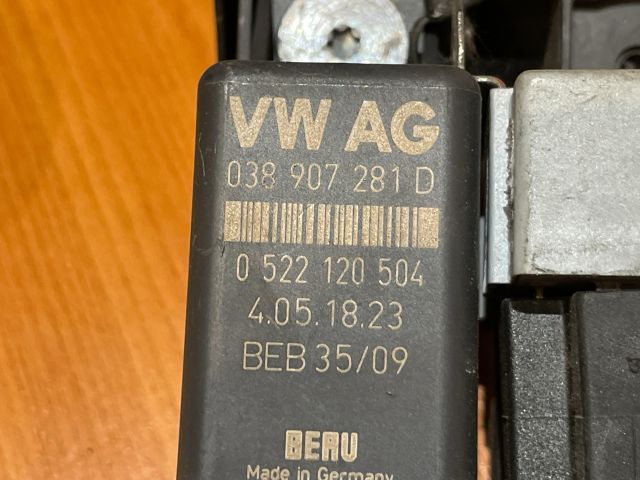 VW AG
038 907 281 D
0 522 120 504
4.05.18.23
BEB 35/09
BERU
Made in Germany